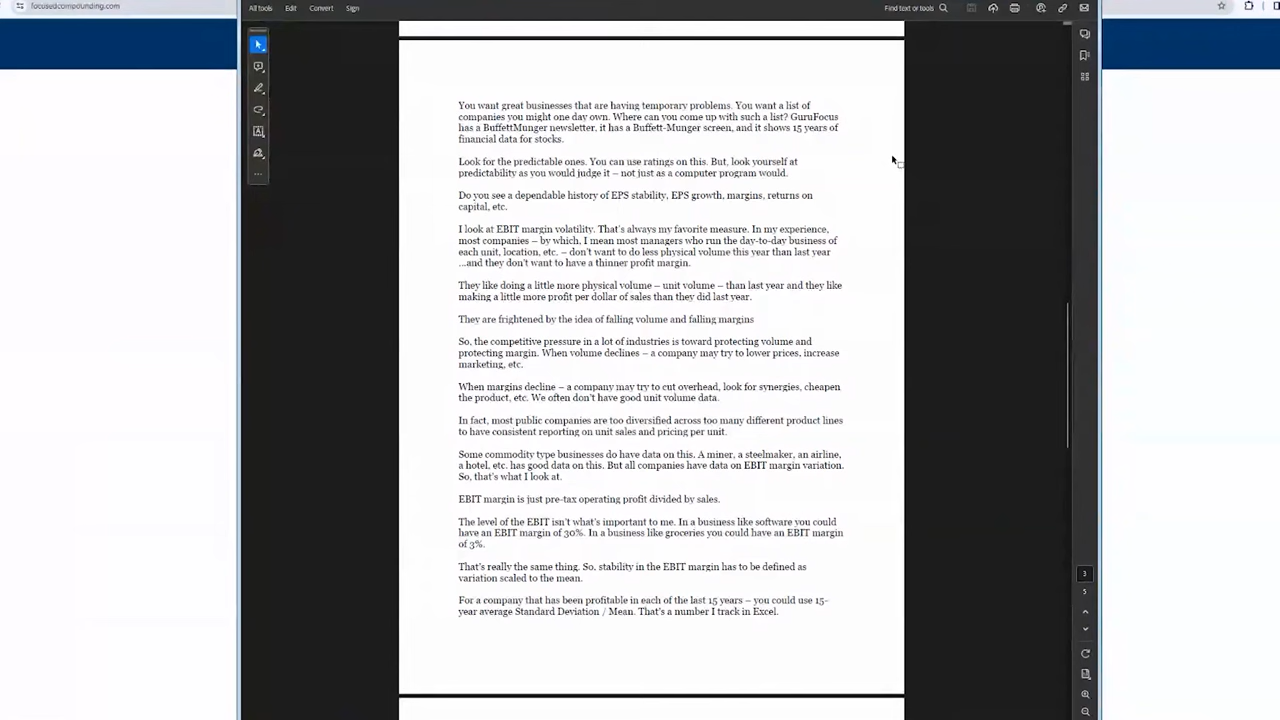 focusedcompounding.com
All tools Edit Convert Sign Find text or tools
You want great businesses that are having temporary problems. You want a list of
companies you might one day own. Where can you come up with such a list? GuruFocus
has a BuffettMunger newsletter, it has a Buffett-Munger screen, and it shows 15 years of
financial data for stocks.
Look for the predictable ones. You can use ratings on this. But, look yourself at
predictability as you would judge it – not just as a computer program would.
Do you see a dependable history of EPS stability, EPS growth, margins, returns on
capital, etc.
I look at EBIT margin volatility. That's always my favorite measure. In my experience,
most companies – by which, I mean most managers who run the day-to-day business of
each unit, location, etc. – don't want to do less physical volume this year than last year
…and they don't want to have a thinner profit margin.
They like doing a little more physical volume – unit volume – than last year and they like
making a little more profit per dollar of sales than they did last year.
They are frightened by the idea of falling volume and falling margins
So, the competitive pressure in a lot of industries is toward protecting volume and
protecting margin. When volume declines – a company may try to lower prices, increase
marketing, etc.
When margins decline – a company may try to cut overhead, look for synergies, cheapen
the product, etc. We often don't have good unit volume data.
In fact, most public companies are too diversified across too many different product lines
to have consistent reporting on unit sales and pricing per unit.
Some commodity type businesses do have data on this. A miner, a steelmaker, an airline,
a hotel, etc. has good data on this. But all companies have data on EBIT margin variation.
So, that's what I look at.
EBIT margin is just pre-tax operating profit divided by sales.
The level of the EBIT isn't what's important to me. In a business like software you could
have an EBIT margin of 30%. In a business like groceries you could have an EBIT margin
of 3%.
That's really the same thing. So, stability in the EBIT margin has to be defined as
variation scaled to the mean.
For a company that has been profitable in each of the last 15 years – you could use 15-
year average Standard Deviation / Mean. That's a number I track in Excel.
3
5